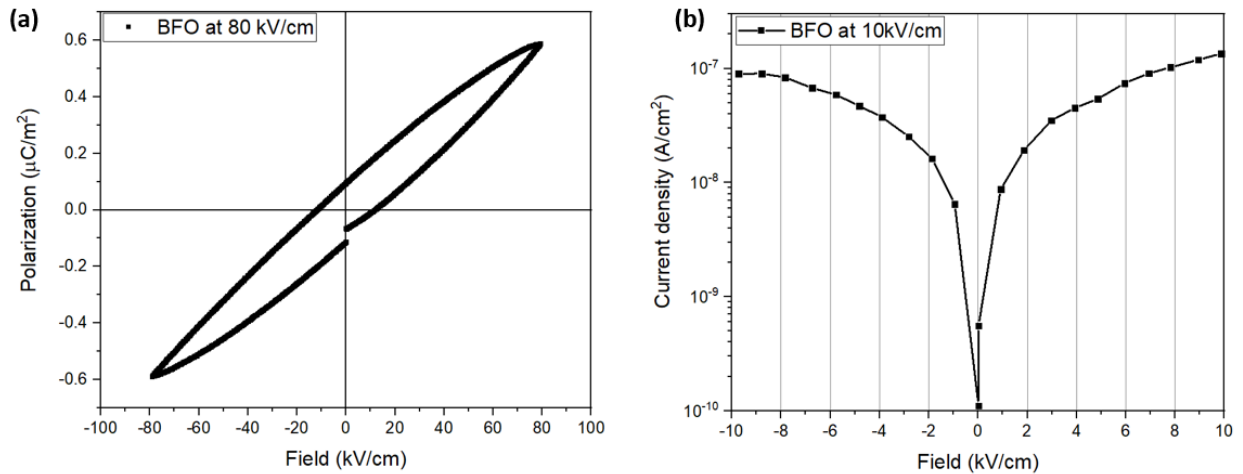 (a)
BFO at 80 kV/cm
Polarization (μC/m²)
0.6
0.4
0.2
0.0
-0.2
-0.4
-0.6
-100 -80 -60 -40 -20 0 20 40 60 80 100
Field (kV/cm)
(b)
BFO at 10kV/cm
Current density (A/cm²)
10⁻⁷
10⁻⁸
10⁻⁹
10⁻¹⁰
-10 -8 -6 -4 -2 0 2 4 6 8 10
Field (kV/cm)